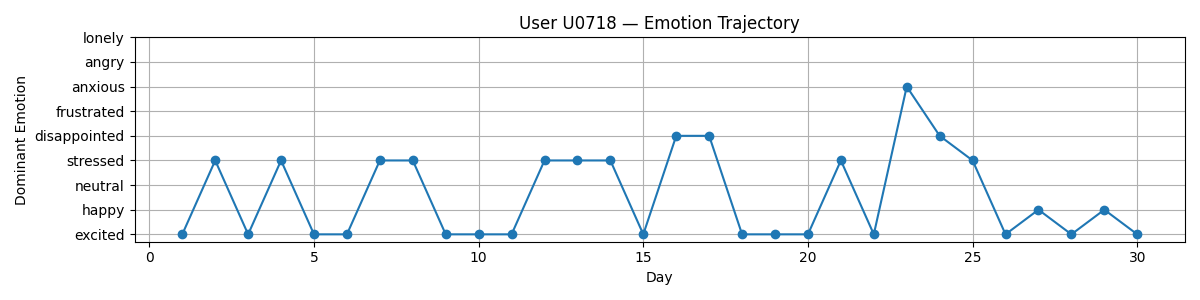 User U0718 — Emotion Trajectory
Dominant Emotion
lonely
angry
anxious
frustrated
disappointed
stressed
neutral
happy
excited
0 5 10 15 20 25 30
Day